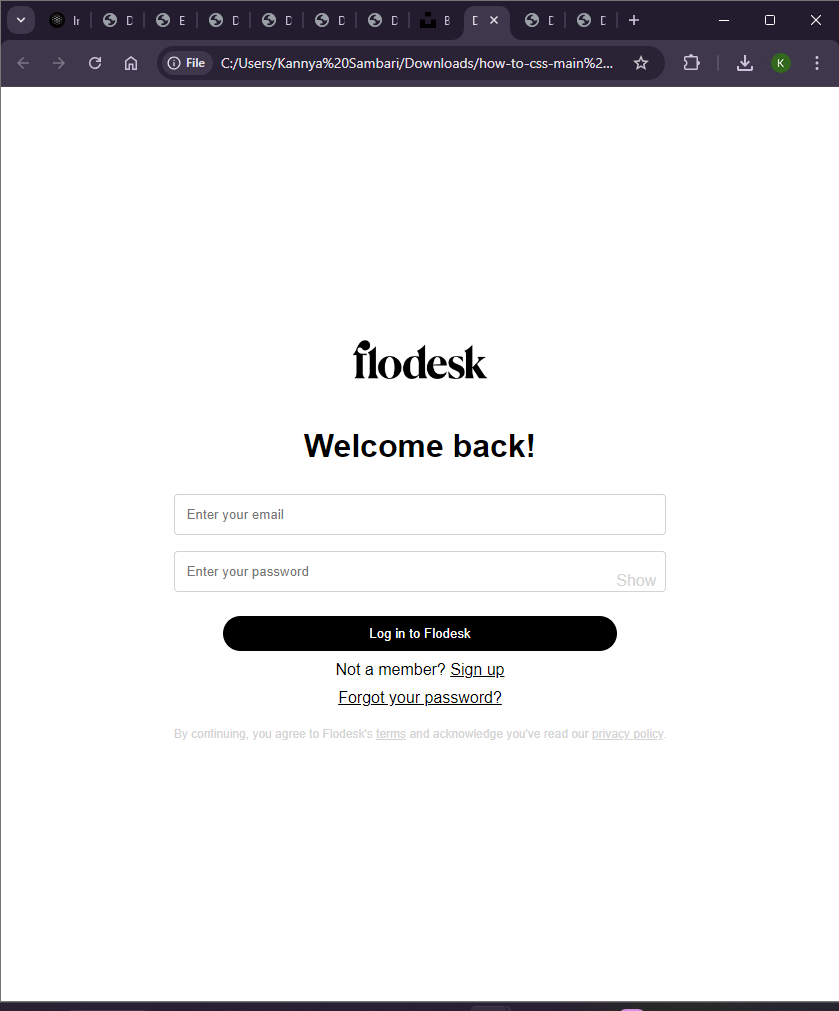 In D E D D D D B D D D
File C:/Users/Kannya%20Sambari/Downloads/how-to-css-main%2... K
flodesk
Welcome back!
Enter your email
Enter your password
Show
Log in to Flodesk
Not a member? Sign up
Forgot your password?
By continuing, you agree to Flodesk's terms and acknowledge you've read our privacy policy.